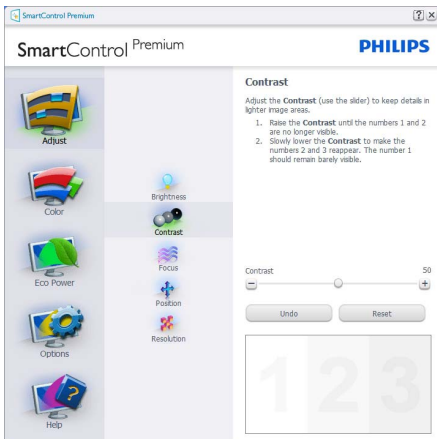 SmartControl Premium
SmartControl Premium
PHILIPS
Adjust
Color
Eco Power
Options
Help
Brightness
Contrast
Focus
Position
Resolution
Contrast
Adjust the Contrast (use the slider) to keep details in
lighter image areas.
1. Raise the Contrast until the numbers 1 and 2
are no longer visible.
2. Slowly lower the Contrast to make the
numbers 2 and 3 reappear. The number 1
should remain barely visible.
Contrast 50
Undo Reset
1 2 3